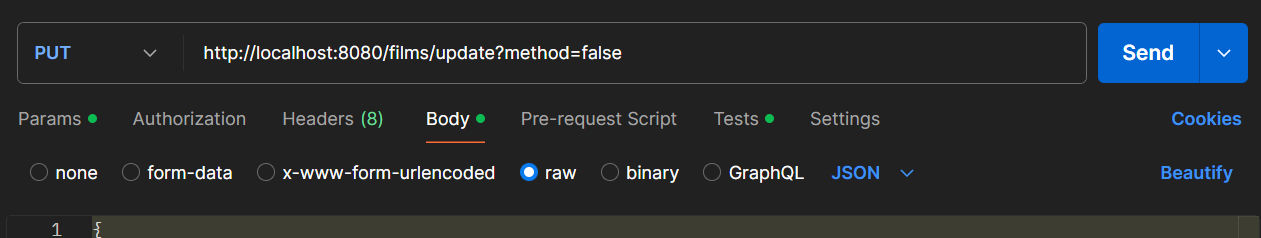 PUT http://localhost:8080/films/update?method=false Send
Params Authorization Headers (8) Body Pre-request Script Tests Settings Cookies
none form-data x-www-form-urlencoded raw binary GraphQL JSON Beautify
1 {